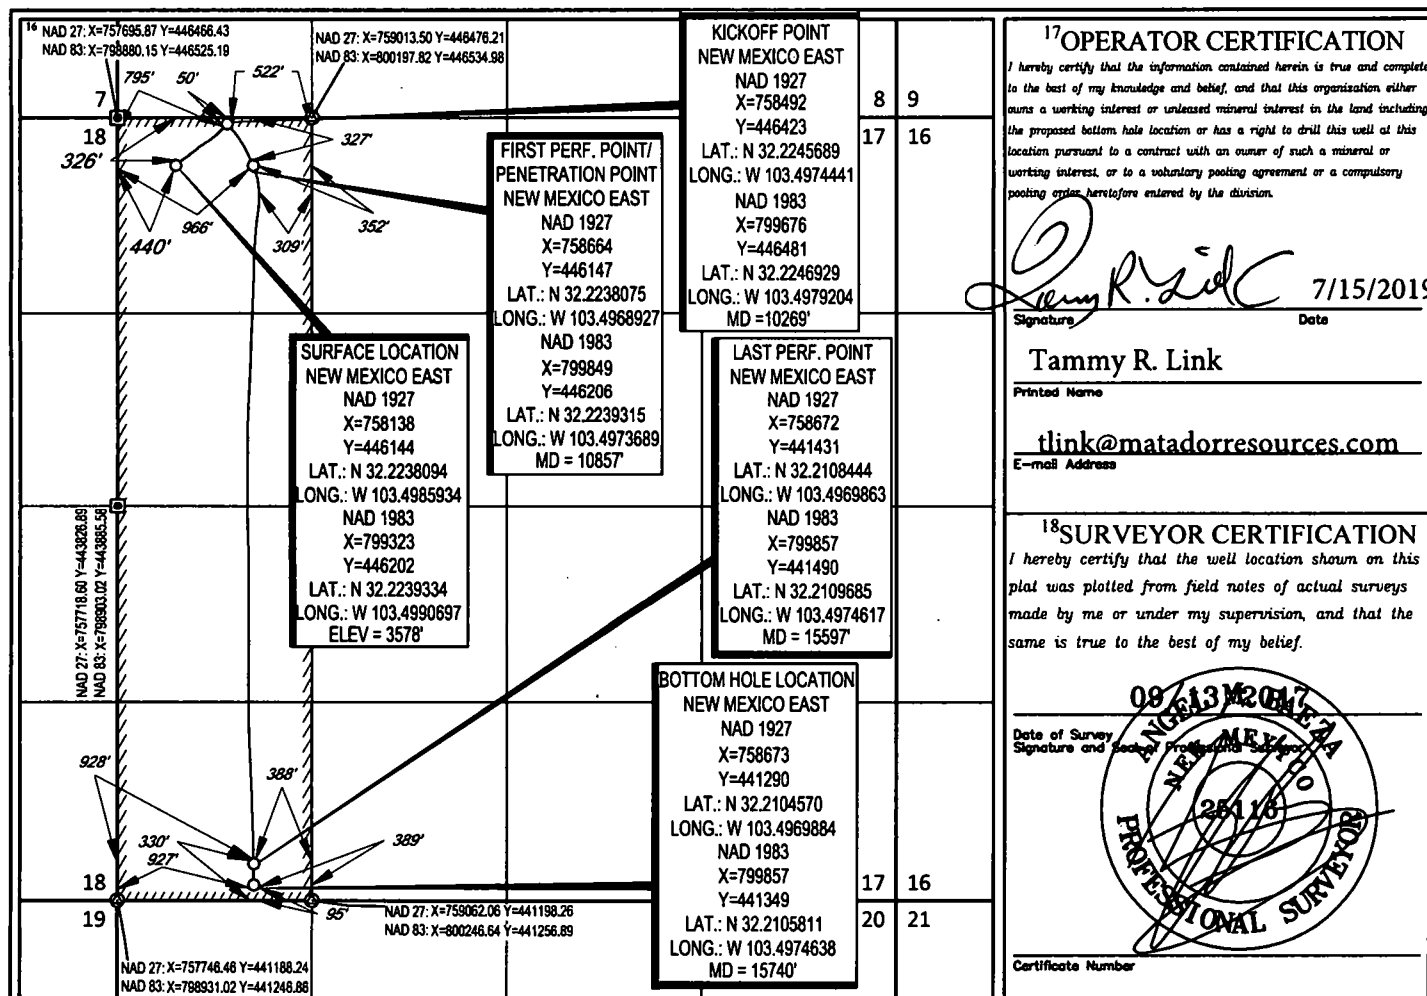 16 NAD 27: X=757695.87 Y=446466.43
NAD 83: X=798880.15 Y=446525.19
NAD 27: X=759013.50 Y=446476.21
NAD 83: X=800197.82 Y=446534.98
795' 50' 522'
7
18
8 9
17 16
327'
326'
440'
966'
309'
352'
KICKOFF POINT
NEW MEXICO EAST
NAD 1927
X=758492
Y=446423
LAT.: N 32.2245689
LONG.: W 103.4974441
NAD 1983
X=799676
Y=446481
LAT.: N 32.2246929
LONG.: W 103.4979204
MD =10269'
FIRST PERF. POINT/
PENETRATION POINT
NEW MEXICO EAST
NAD 1927
X=758664
Y=446147
LAT.: N 32.2238075
LONG.: W 103.4968927
NAD 1983
X=799849
Y=446206
LAT.: N 32.2239315
LONG.: W 103.4973689
MD = 10857'
SURFACE LOCATION
NEW MEXICO EAST
NAD 1927
X=758138
Y=446144
LAT.: N 32.2238094
LONG.: W 103.4985934
NAD 1983
X=799323
Y=446202
LAT.: N 32.2239334
LONG.: W 103.4990697
ELEV = 3578'
LAST PERF. POINT
NEW MEXICO EAST
NAD 1927
X=758672
Y=441431
LAT.: N 32.2108444
LONG.: W 103.4969863
NAD 1983
X=799857
Y=441490
LAT.: N 32.2109685
LONG.: W 103.4974617
MD = 15597'
NAD 27: X=757718.60 Y=443826.89
NAD 83: X=798903.02 Y=443885.58
BOTTOM HOLE LOCATION
NEW MEXICO EAST
NAD 1927
X=758673
Y=441290
LAT.: N 32.2104570
LONG.: W 103.4969884
NAD 1983
X=799857
Y=441349
LAT.: N 32.2105811
LONG.: W 103.4974638
MD = 15740'
928'
388'
330'
927'
389'
95'
18
19
17 16
20 21
NAD 27: X=759062.06 Y=441198.26
NAD 83: X=800246.64 Y=441256.89
NAD 27: X=757746.46 Y=441188.24
NAD 83: X=798931.02 Y=441246.86
17 OPERATOR CERTIFICATION
I hereby certify that the information contained herein is true and complete
to the best of my knowledge and belief, and that this organization either
owns a working interest or unleased mineral interest in the land including
the proposed bottom hole location or has a right to drill this well at this
location pursuant to a contract with an owner of such a mineral or
working interest, or to a voluntary pooling agreement or a compulsory
pooling order heretofore entered by the division.
7/15/2019
Signature Date
Tammy R. Link
Printed Name
tlink@matadorresources.com
E-mail Address
18 SURVEYOR CERTIFICATION
I hereby certify that the well location shown on this
plat was plotted from field notes of actual surveys
made by me or under my supervision, and that the
same is true to the best of my belief.
09/13/2017
Date of Survey
Signature and Seal of Professional Surveyor
ANGEL M. BAEZA
NEW MEXICO
25116
PROFESSIONAL SURVEYOR
Certificate Number